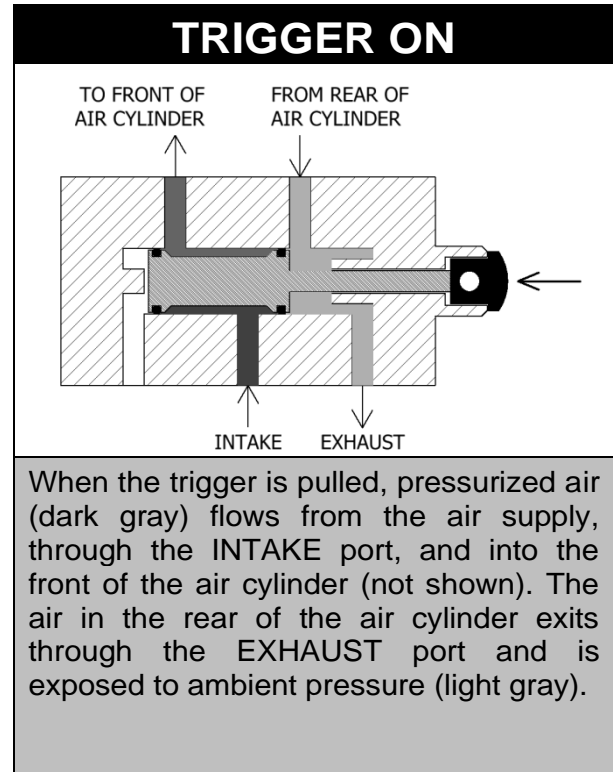 TRIGGER ON
TO FRONT OF
AIR CYLINDER
FROM REAR OF
AIR CYLINDER
INTAKE
EXHAUST
When the trigger is pulled, pressurized air
(dark gray) flows from the air supply,
through the INTAKE port, and into the
front of the air cylinder (not shown). The
air in the rear of the air cylinder exits
through the EXHAUST port and is
exposed to ambient pressure (light gray).